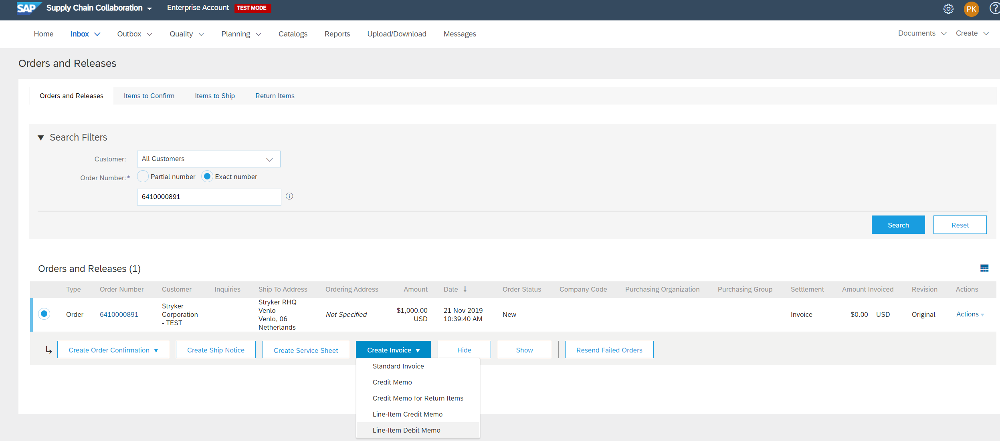 SAP Supply Chain Collaboration Enterprise Account TEST MODE PK ?
Home Inbox Outbox Quality Planning Catalogs Reports Upload/Download Messages Documents Create
Orders and Releases
Orders and Releases Items to Confirm Items to Ship Return Items
Search Filters
Customer: All Customers
Order Number:* Partial number Exact number
6410000891
Search Reset
Orders and Releases (1)
Type Order Number Customer Inquiries Ship To Address Ordering Address Amount Date ↓ Order Status Company Code Purchasing Organization Purchasing Group Settlement Amount Invoiced Revision Actions
Order 6410000891
Stryker
Corporation
- TEST
Stryker RHQ
Venlo
Venlo, 06
Netherlands
Not Specified
$1,000.00
USD
21 Nov 2019
10:39:40 AM
New Invoice $0.00 USD Original Actions
Create Order Confirmation ▼ Create Ship Notice Create Service Sheet Create Invoice ▼ Hide Show Resend Failed Orders
Standard Invoice
Credit Memo
Credit Memo for Return Items
Line-Item Credit Memo
Line-Item Debit Memo